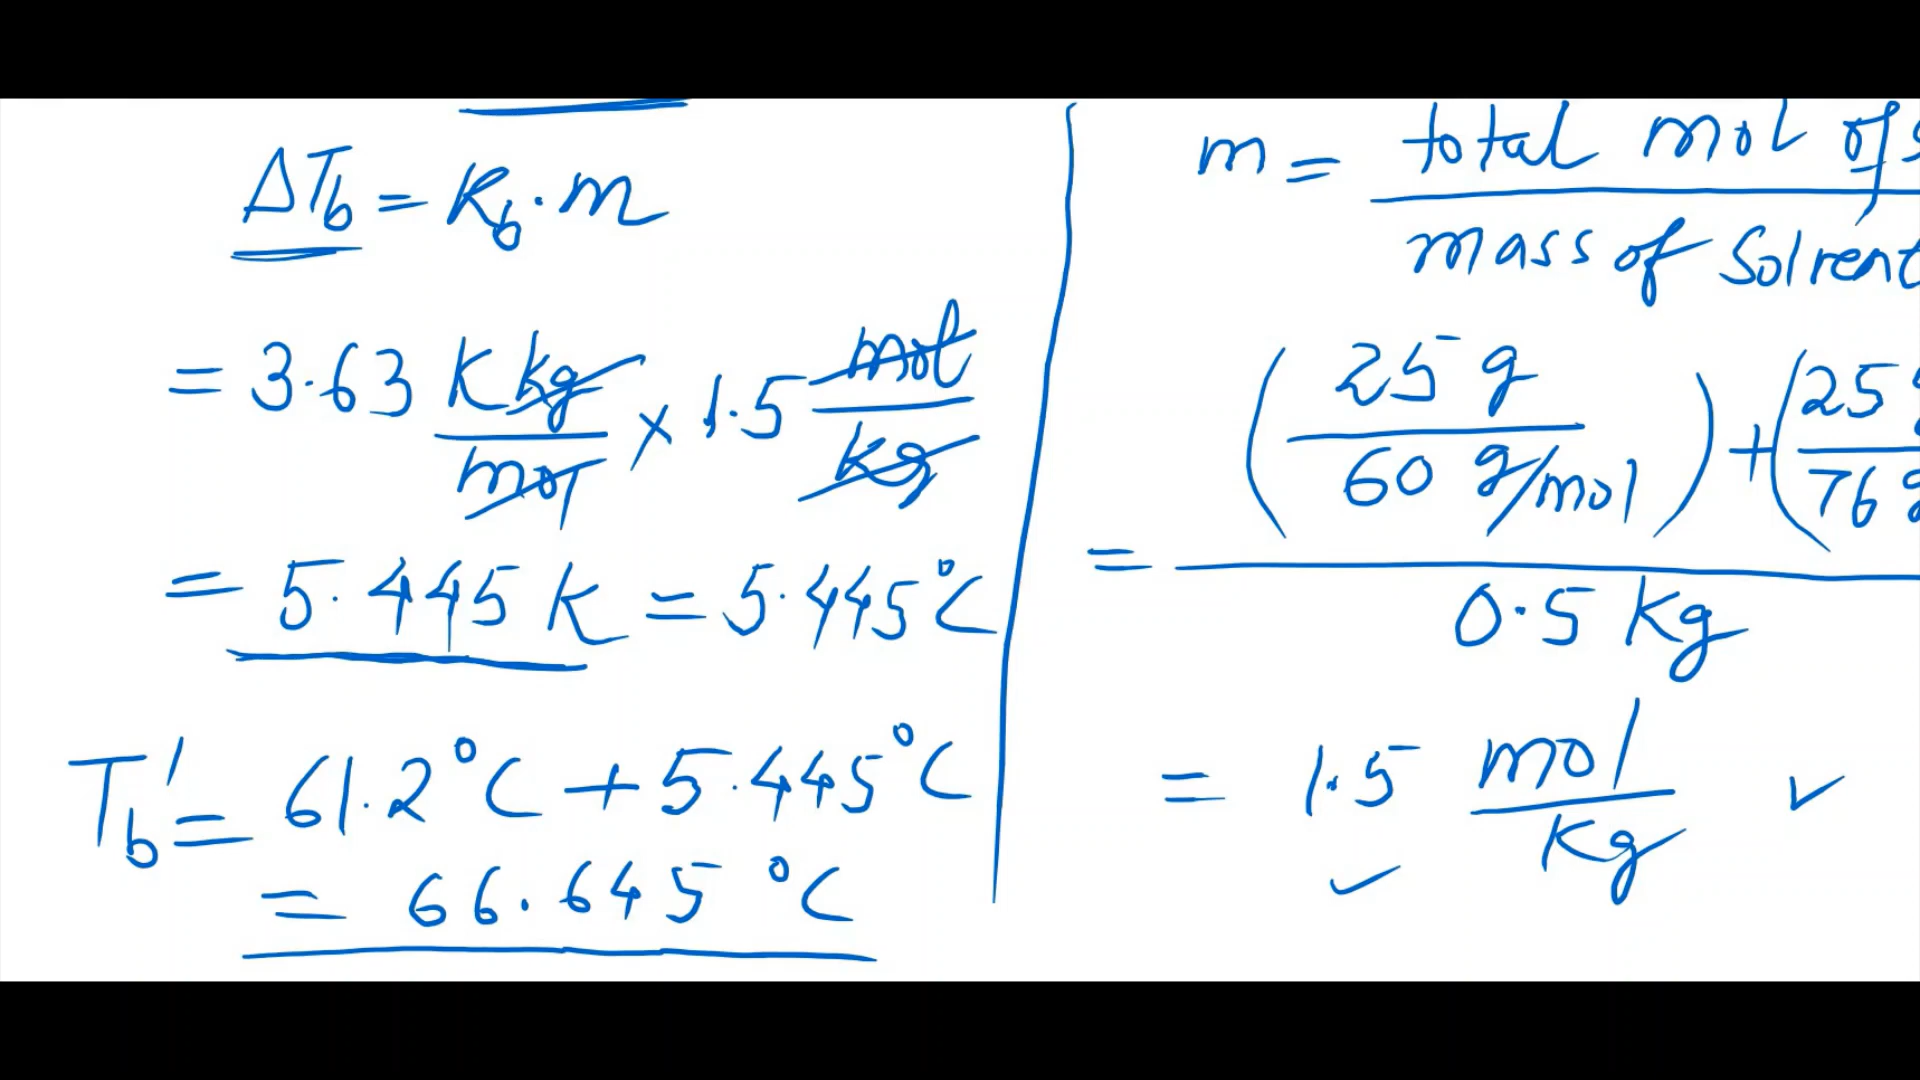 ΔTb = Kb · m
= 3.63 K kg/mol × 1.5 mol/kg
= 5.445 K = 5.445°C
Tb' = 61.2°C + 5.445°C
= 66.645 °C
m = total mol of s / mass of Solvent
= (25 g / 60 g/mol) + (25 g / 76 g / 0.5 Kg
= 1.5 mol/Kg ✓
✓